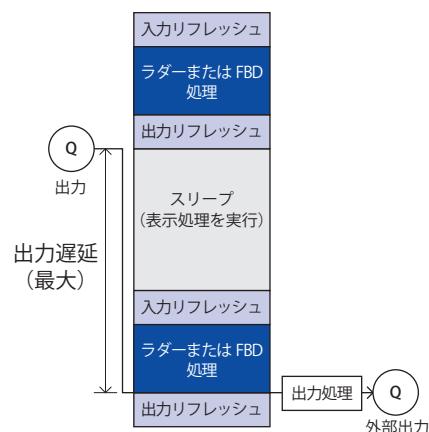 入力リフレッシュ
ラダーまたは FBD
処理
出力リフレッシュ
Q
出力
スリープ
(表示処理を実行)
出力遅延
(最大)
入力リフレッシュ
ラダーまたは FBD
処理
出力処理
Q
出力リフレッシュ
外部出力